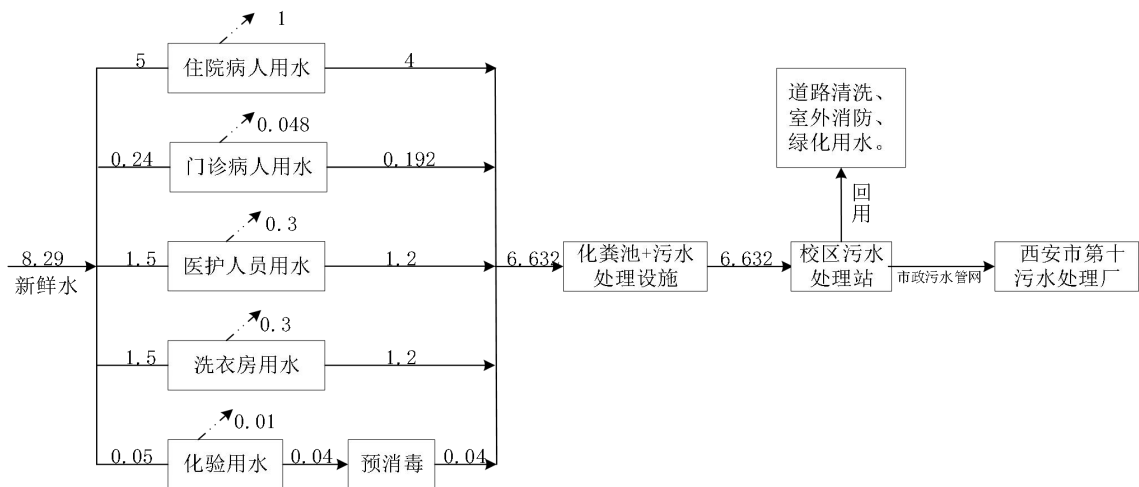 1
5
住院病人用水
4
0.048
0.24
门诊病人用水
0.192
0.3
8.29
新鲜水
1.5
医护人员用水
1.2
0.3
1.5
洗衣房用水
1.2
0.01
0.05
化验用水
0.04
预消毒
0.04
6.632
化粪池+污水
处理设施
6.632
校区污水
处理站
回
用
道路清洗、
室外消防、
绿化用水。
市政污水管网
西安市第十
污水处理厂